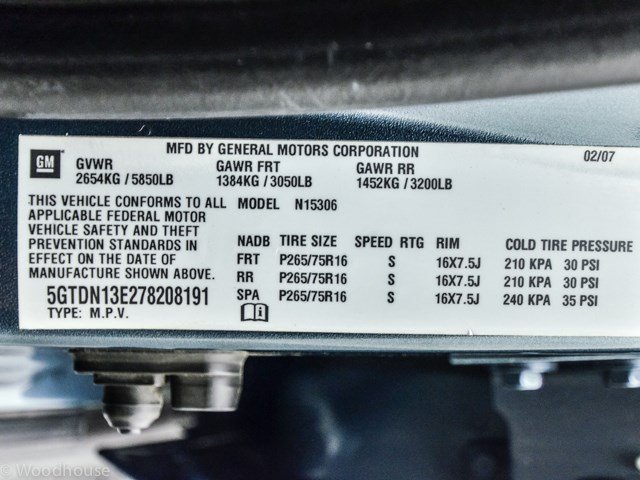 MFD BY GENERAL MOTORS CORPORATION 02/07
GM
GVWR GAWR FRT GAWR RR
2654KG / 5850LB 1384KG / 3050LB 1452KG / 3200LB
THIS VEHICLE CONFORMS TO ALL
APPLICABLE FEDERAL MOTOR
VEHICLE SAFETY AND THEFT
PREVENTION STANDARDS IN
EFFECT ON THE DATE OF
MANUFACTURE SHOWN ABOVE.
5GTDN13E278208191
TYPE: M.P.V.
MODEL N15306
NADB TIRE SIZE SPEED RTG RIM COLD TIRE PRESSURE
FRT P265/75R16 S 16X7.5J 210 KPA 30 PSI
RR P265/75R16 S 16X7.5J 210 KPA 30 PSI
SPA P265/75R16 S 16X7.5J 240 KPA 35 PSI
© Woodhouse